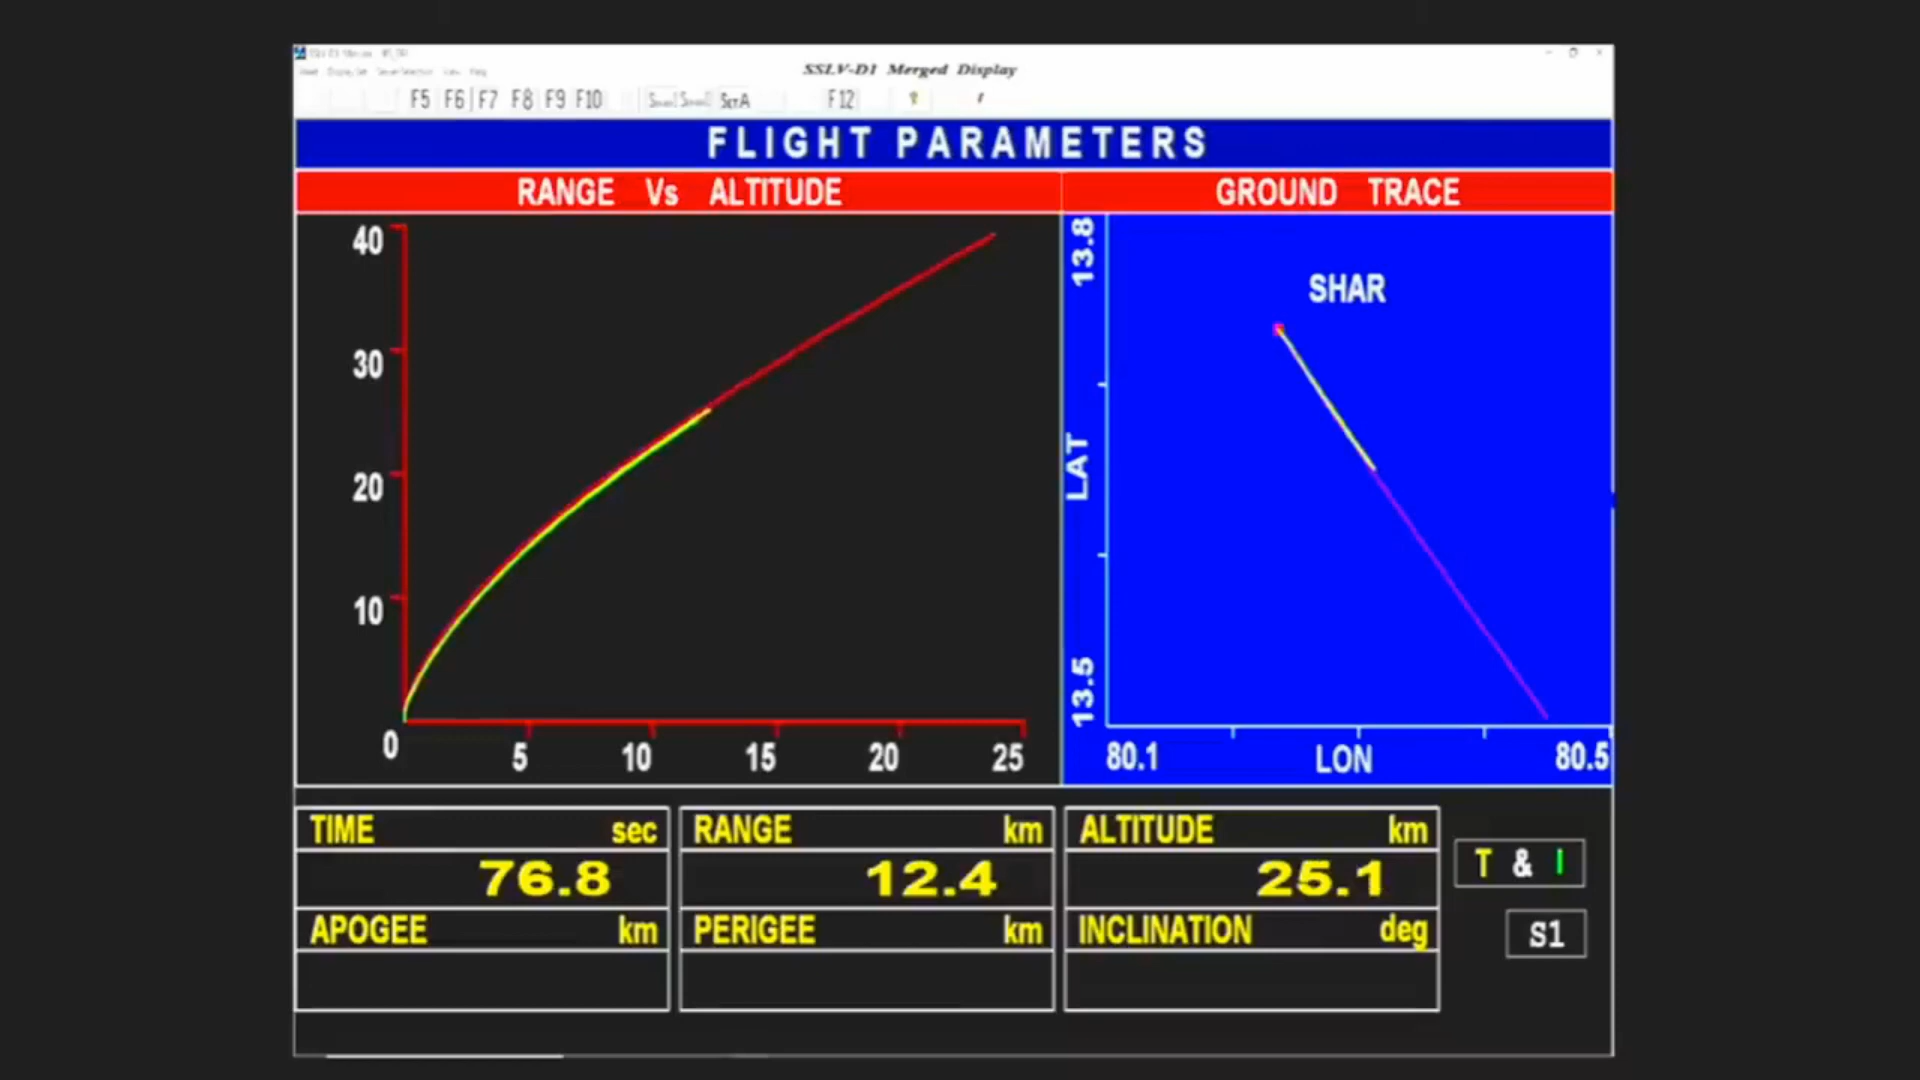 SSLV-D1 Merged Display
F5 F6 F7 F8 F9 F10 SET A F12
FLIGHT PARAMETERS
RANGE Vs ALTITUDE
GROUND TRACE
40
30
20
10
0
5 10 15 20 25
13.8
SHAR
LAT
13.5
80.1 LON 80.5
TIME sec
76.8
RANGE km
12.4
ALTITUDE km
25.1
T & I
APOGEE km
PERIGEE km
INCLINATION deg
S1